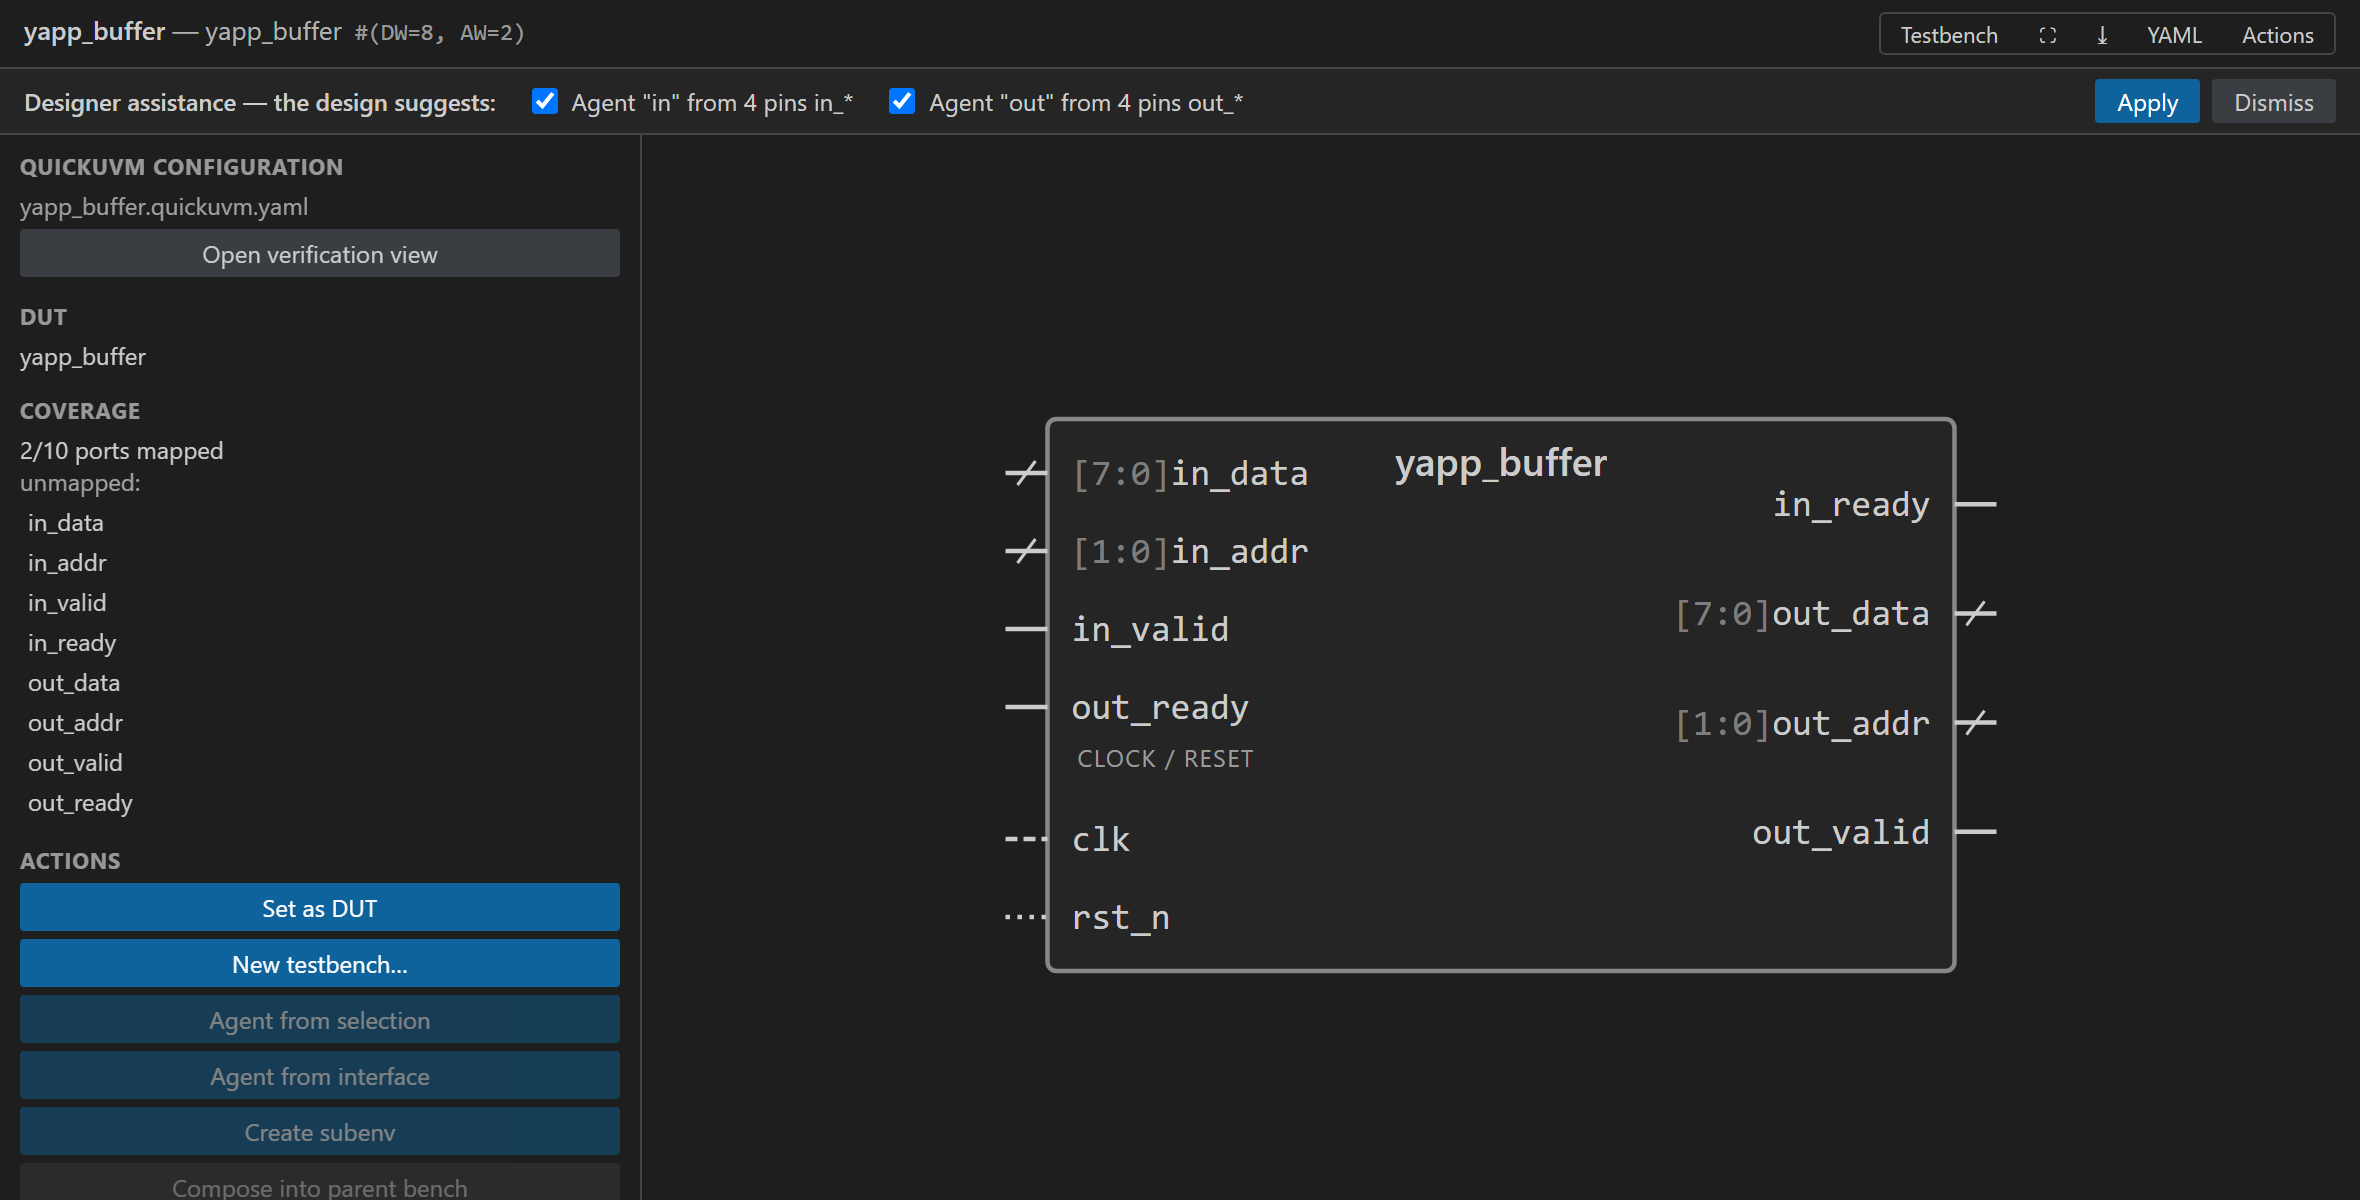 yapp_buffer — yapp_buffer #(DW=8, AW=2)
Testbench ⛶ ⤓ YAML Actions
Designer assistance — the design suggests: Agent "in" from 4 pins in_* Agent "out" from 4 pins out_* Apply Dismiss
QUICKUVM CONFIGURATION
yapp_buffer.quickuvm.yaml
Open verification view
DUT
yapp_buffer
COVERAGE
2/10 ports mapped
unmapped:
in_data
in_addr
in_valid
in_ready
out_data
out_addr
out_valid
out_ready
ACTIONS
Set as DUT
New testbench...
Agent from selection
Agent from interface
Create subenv
Compose into parent bench
yapp_buffer
[7:0]in_data
[1:0]in_addr
in_valid
out_ready
CLOCK / RESET
clk
rst_n
in_ready
[7:0]out_data
[1:0]out_addr
out_valid